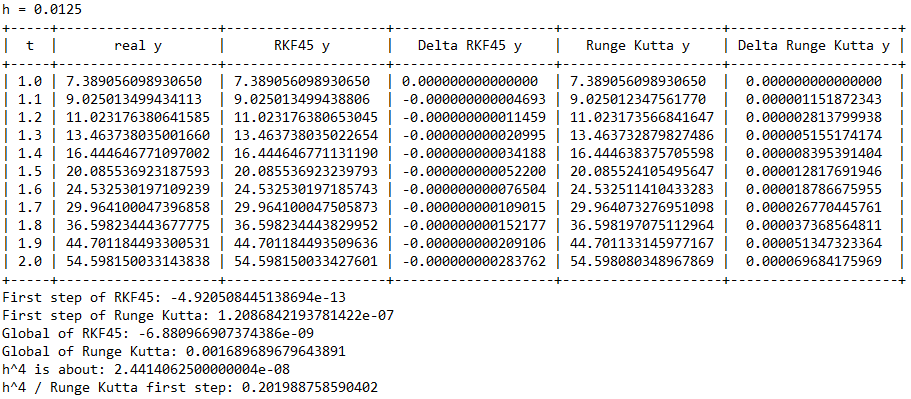 h = 0.0125
+-----+--------------------+--------------------+--------------------+--------------------+--------------------+
| t | real y | RKF45 y | Delta RKF45 y | Runge Kutta y | Delta Runge Kutta y |
+-----+--------------------+--------------------+--------------------+--------------------+--------------------+
| 1.0 | 7.389056098930650 | 7.389056098930650 | 0.000000000000000 | 7.389056098930650 | 0.000000000000000 |
| 1.1 | 9.025013499434113 | 9.025013499438806 | -0.000000000004693 | 9.025012347561770 | 0.000001151872343 |
| 1.2 | 11.023176380641585 | 11.023176380653045 | -0.000000000011459 | 11.023173566841647 | 0.000002813799938 |
| 1.3 | 13.463738035001660 | 13.463738035022654 | -0.000000000020995 | 13.463732879827486 | 0.000005155174174 |
| 1.4 | 16.444646771097002 | 16.444646771131190 | -0.000000000034188 | 16.444638375705598 | 0.000008395391404 |
| 1.5 | 20.085536923187593 | 20.085536923239793 | -0.000000000052200 | 20.085524105495647 | 0.000012817691946 |
| 1.6 | 24.532530197109239 | 24.532530197185743 | -0.000000000076504 | 24.532511410433283 | 0.000018786675955 |
| 1.7 | 29.964100047396858 | 29.964100047505873 | -0.000000000109015 | 29.964073276951098 | 0.000026770445761 |
| 1.8 | 36.598234443677775 | 36.598234443829952 | -0.000000000152177 | 36.598197075112964 | 0.000037368564811 |
| 1.9 | 44.701184493300531 | 44.701184493509636 | -0.000000000209106 | 44.701133145977167 | 0.000051347323364 |
| 2.0 | 54.598150033143838 | 54.598150033427601 | -0.000000000283762 | 54.598080348967869 | 0.000069684175969 |
+-----+--------------------+--------------------+--------------------+--------------------+--------------------+
First step of RKF45: -4.920508445138694e-13
First step of Runge Kutta: 1.2086842193781422e-07
Global of RKF45: -6.880966907374386e-09
Global of Runge Kutta: 0.001689689679643891
h^4 is about: 2.4414062500000004e-08
h^4 / Runge Kutta first step: 0.201988758590402